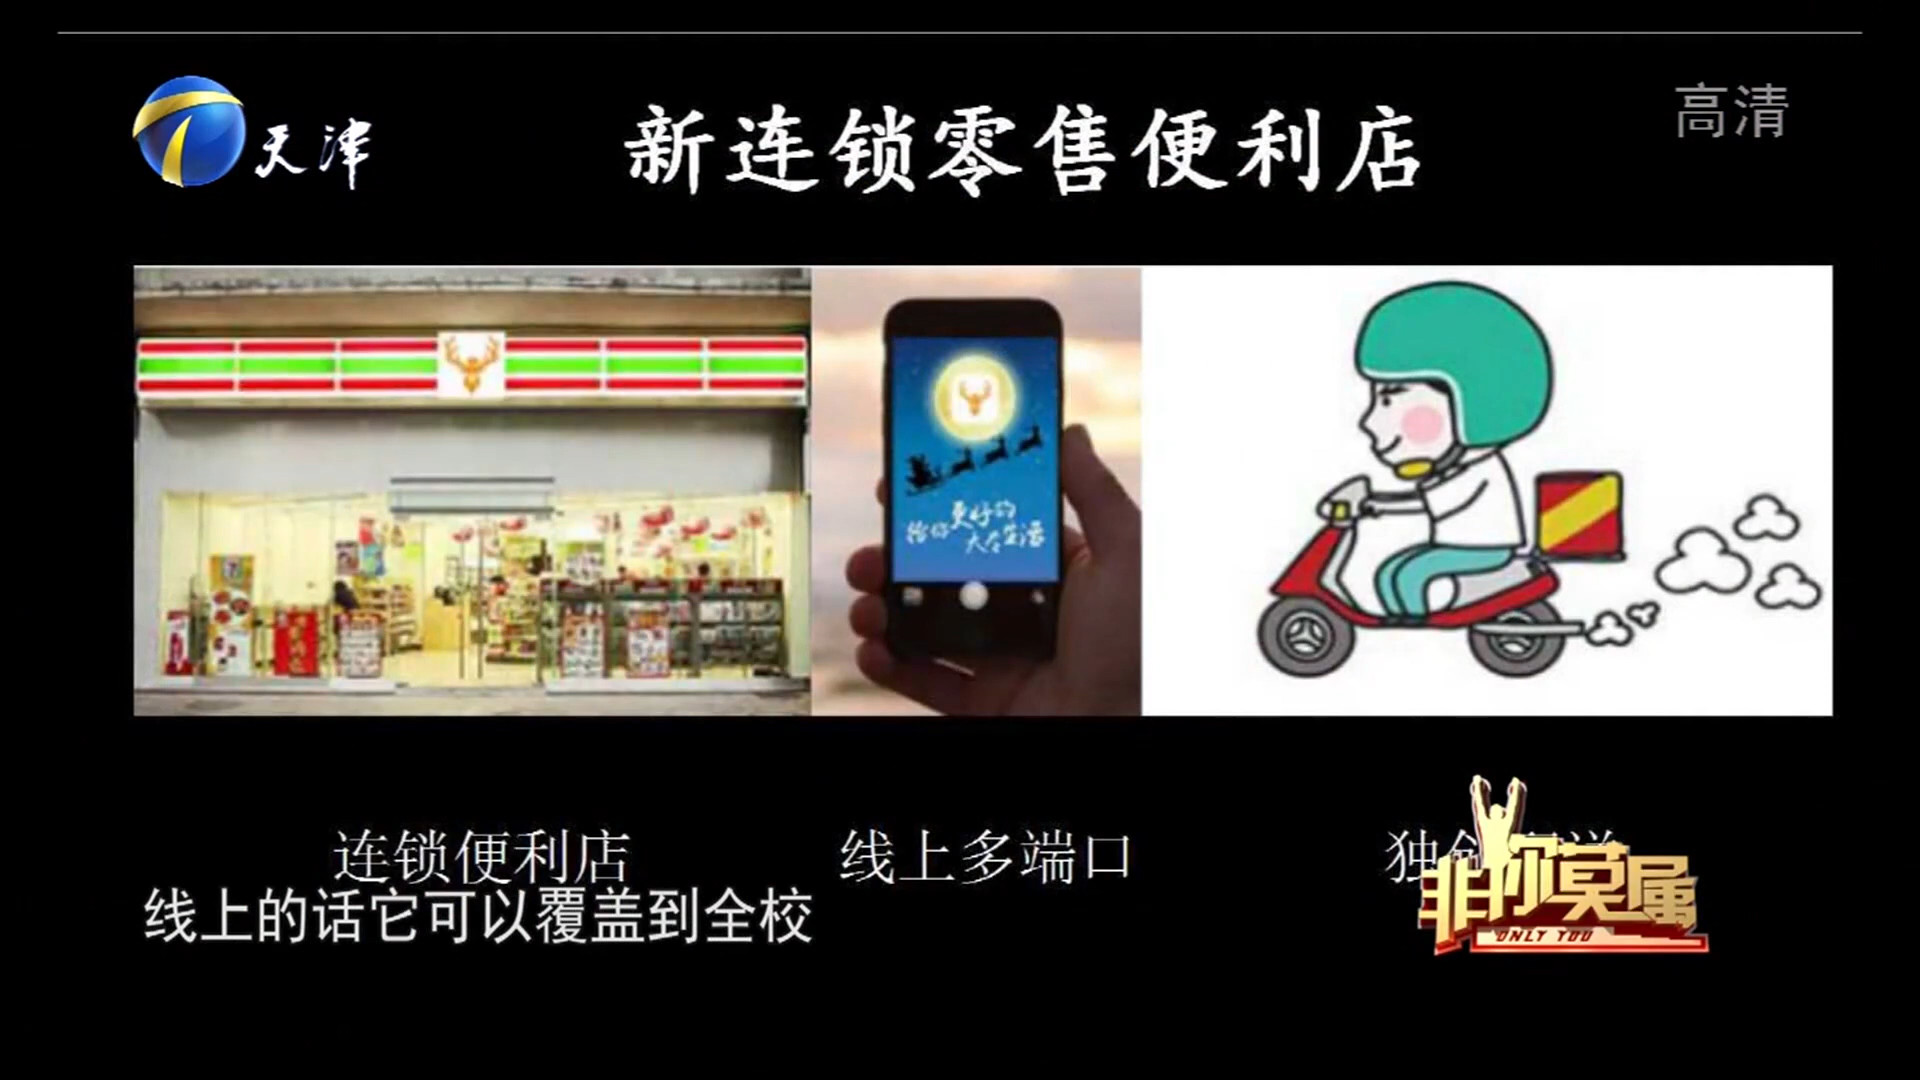 天津
新连锁零售便利店
高清
更好的
给你
大学生活
连锁便利店
线上多端口
独创
线上的话它可以覆盖到全校
非你莫属
ONLY YOU